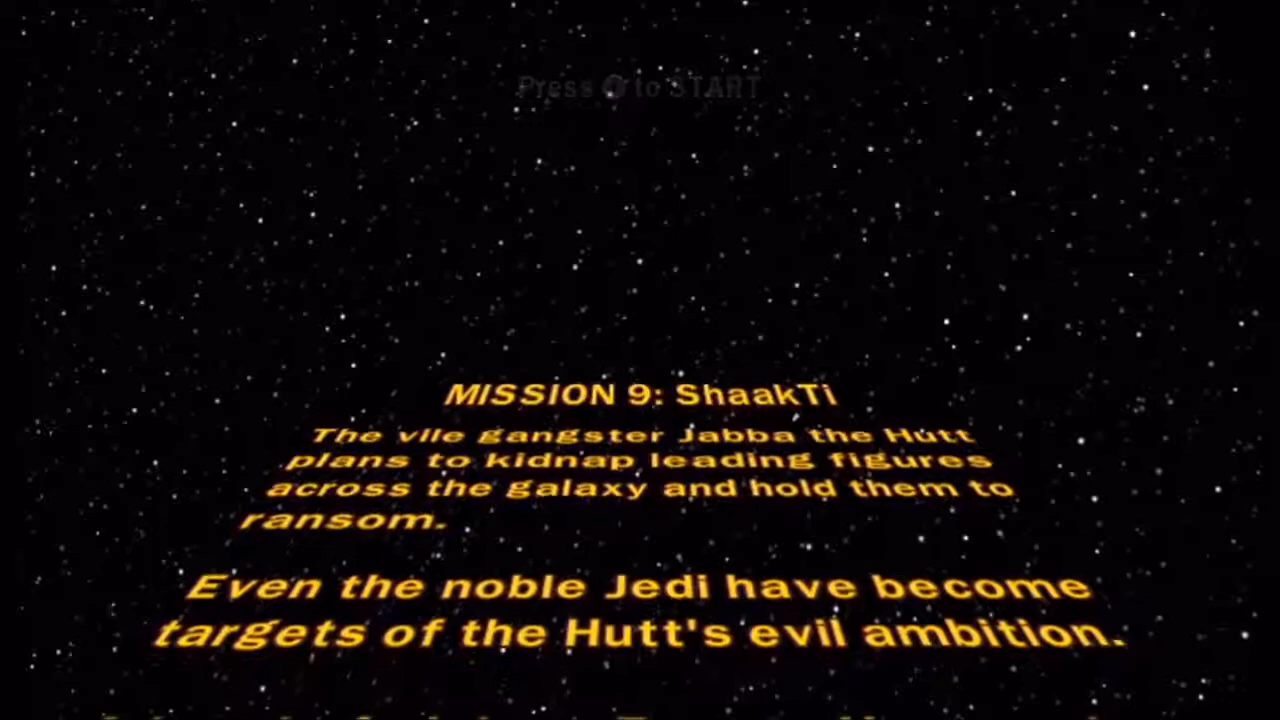 Press to START
MISSION 9: ShaakTi
The vile gangster Jabba the Hutt
plans to kidnap leading figures
across the galaxy and hold them to
ransom.
Even the noble Jedi have become
targets of the Hutt's evil ambition.